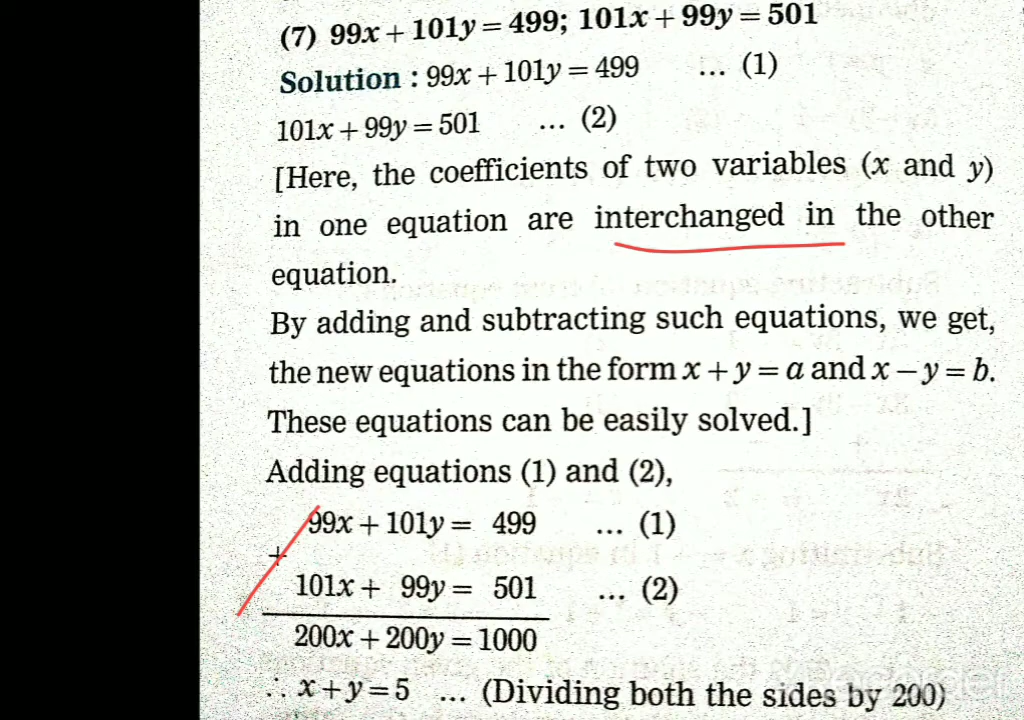 (7) 99x + 101y = 499; 101x + 99y = 501
Solution : 99x + 101y = 499 ... (1)
101x + 99y = 501 ... (2)
[Here, the coefficients of two variables (x and y)
in one equation are interchanged in the other
equation.
By adding and subtracting such equations, we get,
the new equations in the form x + y = a and x – y = b.
These equations can be easily solved.]
Adding equations (1) and (2),
99x + 101y = 499 ... (1)
+
101x + 99y = 501 ... (2)
200x + 200y = 1000
∴ x + y = 5 ... (Dividing both the sides by 200)